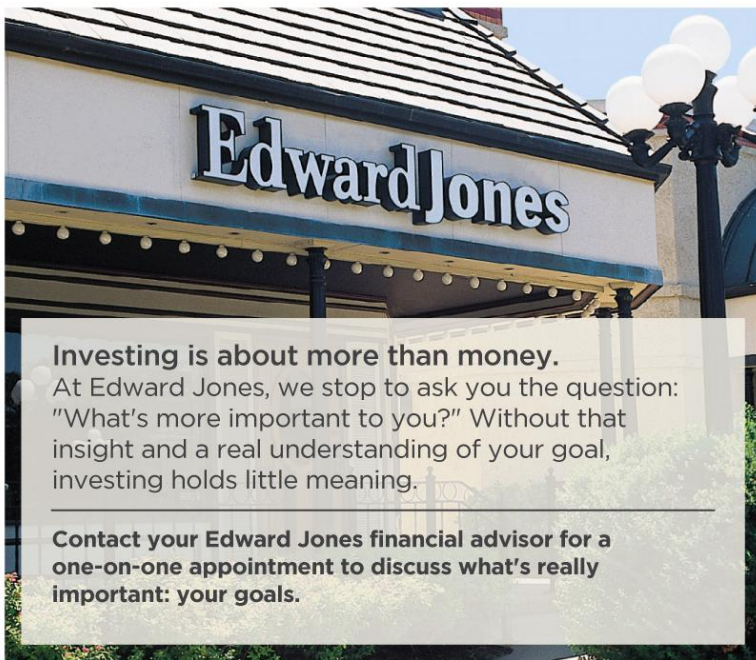 Edward Jones
Investing is about more than money.
At Edward Jones, we stop to ask you the question:
"What's more important to you?" Without that
insight and a real understanding of your goal,
investing holds little meaning.
Contact your Edward Jones financial advisor for a
one-on-one appointment to discuss what's really
important: your goals.